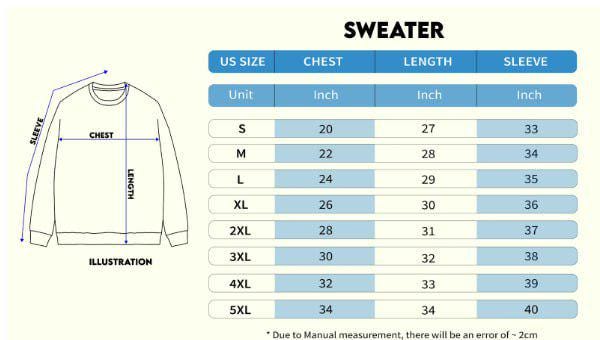 SWEATER
US SIZE CHEST LENGTH SLEEVE
Unit Inch Inch Inch
S 20 27 33
M 22 28 34
L 24 29 35
XL 26 30 36
2XL 28 31 37
3XL 30 32 38
4XL 32 33 39
5XL 34 34 40
* Due to Manual measurement, there will be an error of ~ 2cm
SLEEVE
CHEST
LENGTH
ILLUSTRATION